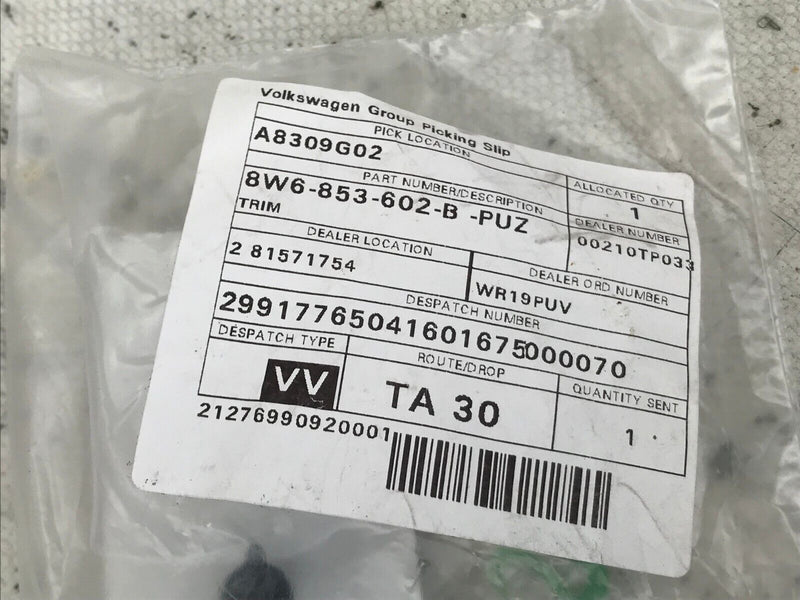 Volkswagen Group Picking Slip
PICK LOCATION
A8309G02
ALLOCATED QTY
1
PART NUMBER/DESCRIPTION
8W6-853-602-B -PUZ
TRIM
DEALER NUMBER
00210TP033
DEALER LOCATION
2 81571754
DEALER ORD NUMBER
WR19PUV
DESPATCH NUMBER
29917765041601675000070
DESPATCH TYPE
VV
ROUTE/DROP
TA 30
QUANTITY SENT
1
21276990920001